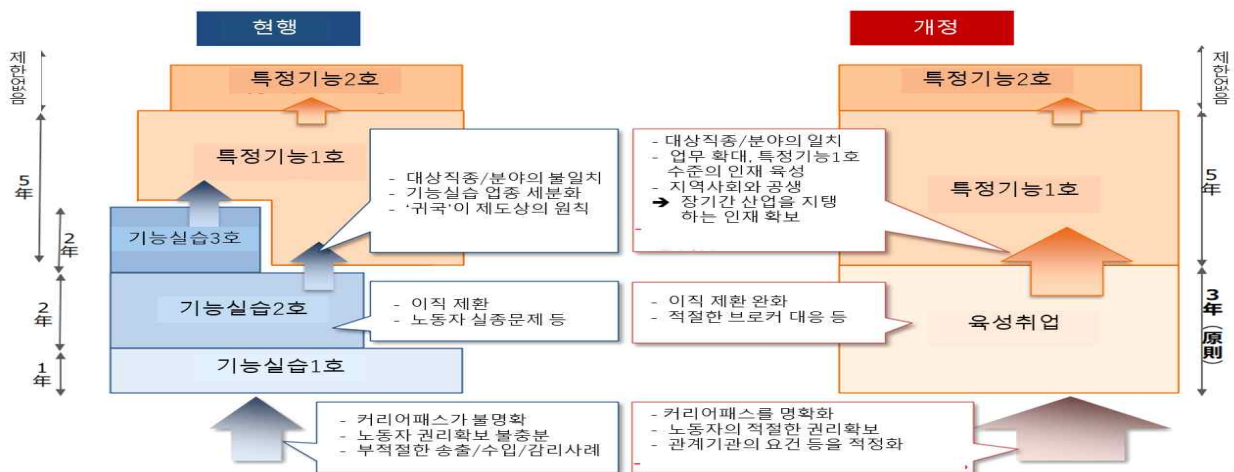 현행
제한없음
특정기능2호
5年
특정기능1호
- 대상직종/분야의 불일치
- 기능실습 업종 세분화
- ‘귀국’이 제도상의 원칙
2年
기능실습3호
2年
기능실습2호
- 이직 제환
- 노동자 실종문제 등
1年
기능실습1호
- 커리어패스가 불명확
- 노동자 권리확보 불충분
- 부적절한 송출/수입/감리사례
개정
특정기능2호
제한없음
- 대상직종/분야의 일치
- 업무 확대, 특정기능1호
수준의 인재 육성
- 지역사회와 공생
➔ 장기간 산업을 지탱
하는 인재 확보
특정기능1호
5年
- 이직 제환 완화
- 적절한 브로커 대응 등
육성취업
3年 (原則)
- 커리어패스를 명확화
- 노동자의 적절한 권리확보
- 관계기관의 요건 등을 적정화